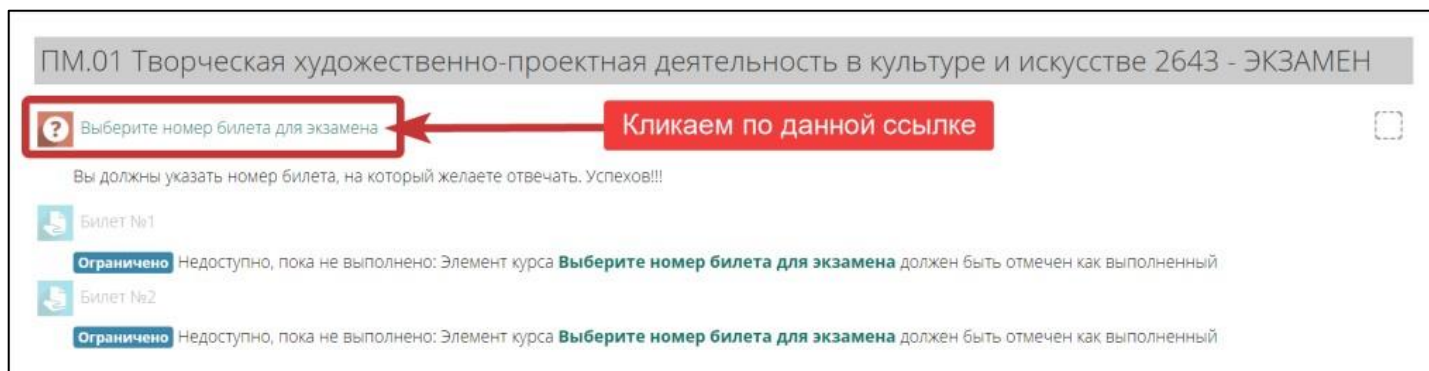 ПМ.01 Творческая художественно-проектная деятельность в культуре и искусстве 2643 - ЭКЗАМЕН
Выберите номер билета для экзамена
Кликаем по данной ссылке
Вы должны указать номер билета, на который желаете отвечать. Успехов!!!
Билет №1
Ограничено Недоступно, пока не выполнено: Элемент курса Выберите номер билета для экзамена должен быть отмечен как выполненный
Билет №2
Ограничено Недоступно, пока не выполнено: Элемент курса Выберите номер билета для экзамена должен быть отмечен как выполненный